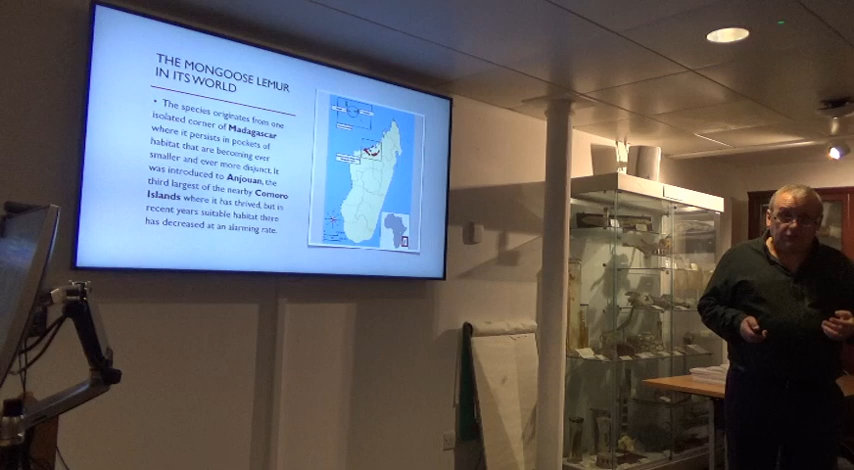 THE MONGOOSE LEMUR
IN ITS WORLD
• The species originates from one
isolated corner of Madagascar
where it persists in pockets of
habitat that are becoming ever
smaller and ever more disjunct. It
was introduced to Anjouan, the
third largest of the nearby Comoro
Islands where it has thrived, but in
recent years suitable habitat there
has decreased at an alarming rate.